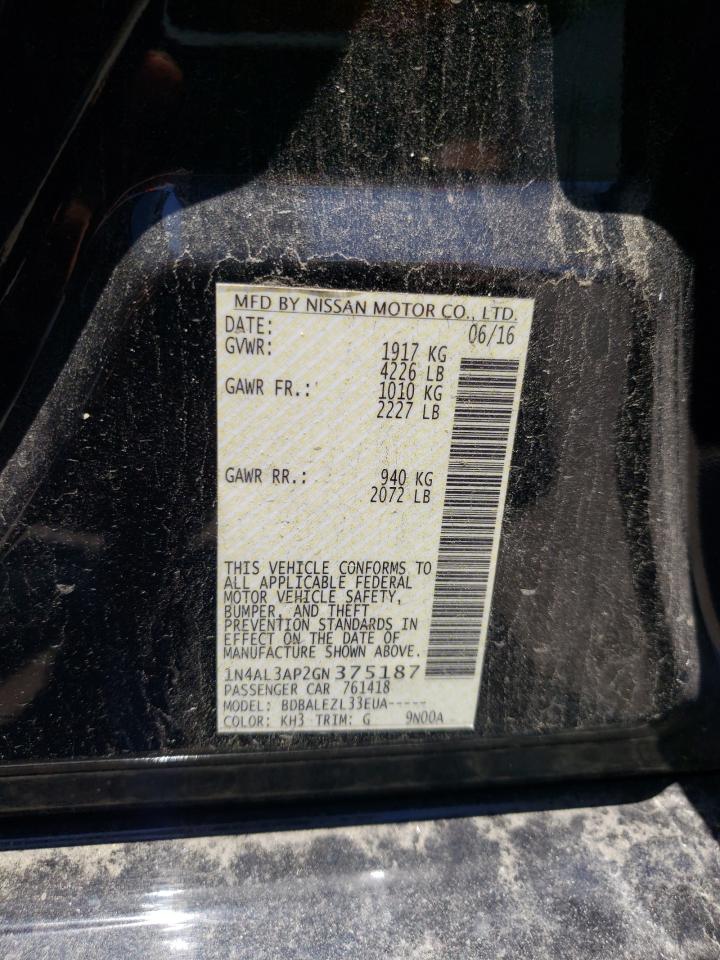 MFD BY NISSAN MOTOR CO., LTD.
DATE: 06/16
GVWR: 1917 KG
4226 LB
GAWR FR.: 1010 KG
2227 LB
GAWR RR.: 940 KG
2072 LB
THIS VEHICLE CONFORMS TO
ALL APPLICABLE FEDERAL
MOTOR VEHICLE SAFETY,
BUMPER, AND THEFT
PREVENTION STANDARDS IN
EFFECT ON THE DATE OF
MANUFACTURE SHOWN ABOVE.
1N4AL3AP2GN375187
PASSENGER CAR 761418
MODEL: BDBALEZL33EUA-----
COLOR: KH3 TRIM: G 9N00A